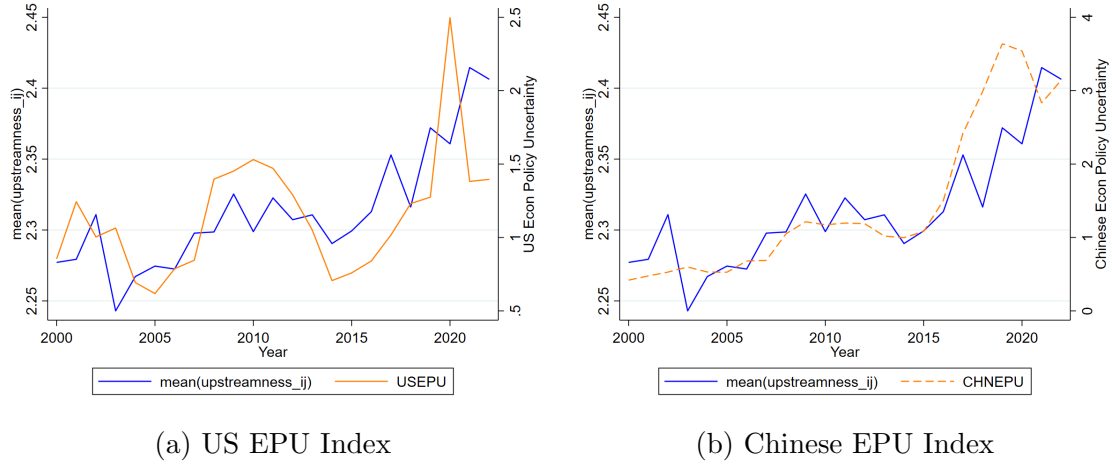 2.45
2.4
2.35
2.3
2.25
mean(upstreamness_ij)
2.5
2
1.5
1
.5
US Econ Policy Uncertainty
2000
2005
2010
2015
2020
Year
mean(upstreamness_ij)
USEPU
(a) US EPU Index
2.45
2.4
2.35
2.3
2.25
mean(upstreamness_ij)
4
3
2
1
0
Chinese Econ Policy Uncertainty
2000
2005
2010
2015
2020
Year
mean(upstreamness_ij)
CHNEPU
(b) Chinese EPU Index